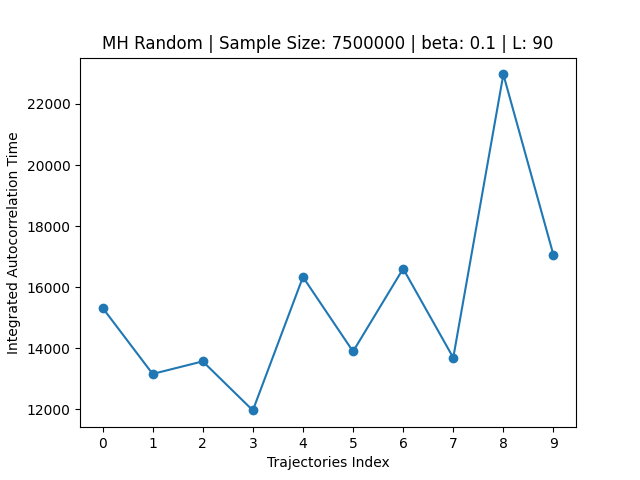 MH Random | Sample Size: 7500000 | beta: 0.1 | L: 90
Integrated Autocorrelation Time
22000
20000
18000
16000
14000
12000
0 1 2 3 4 5 6 7 8 9
Trajectories Index